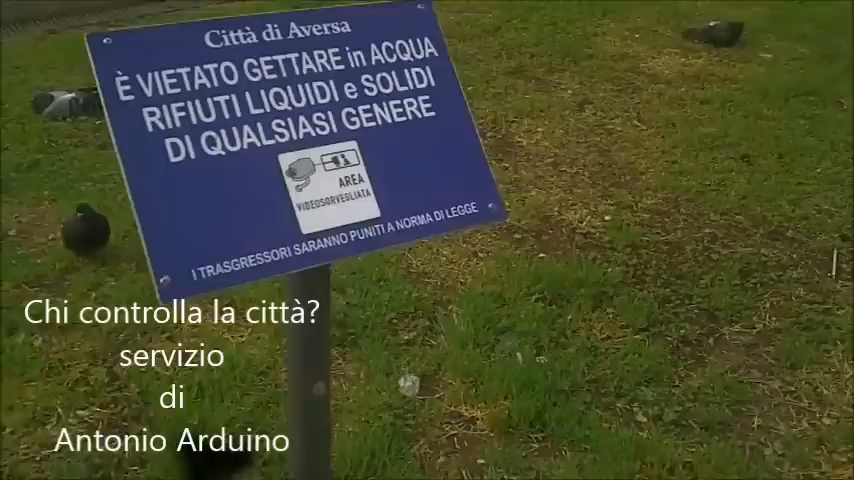 Città di Aversa
È VIETATO GETTARE in ACQUA
RIFIUTI LIQUIDI e SOLIDI
DI QUALSIASI GENERE
AREA
VIDEOSORVEGLIATA
I TRASGRESSORI SARANNO PUNITI A NORMA DI LEGGE
Chi controlla la città?
servizio
di
Antonio Arduino